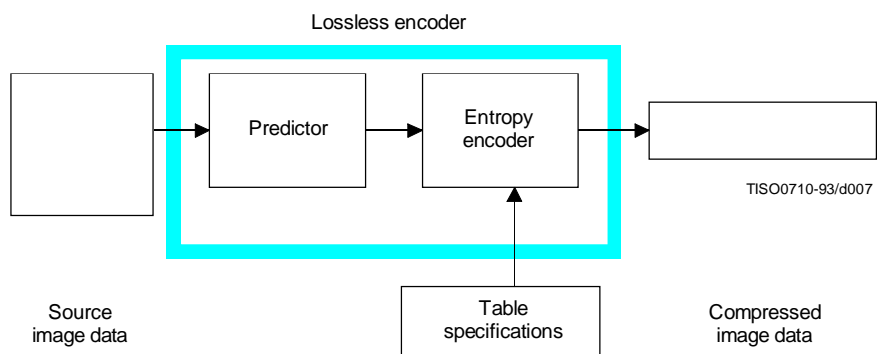 Lossless encoder
Predictor
Entropy
encoder
TISO0710-93/d007
Source
image data
Table
specifications
Compressed
image data